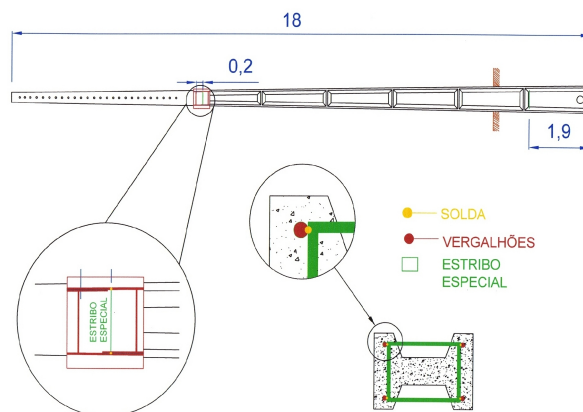 18
0,2
1,9
SOLDA
VERGALHÕES
ESTRIBO
ESPECIAL
ESTRIBO
ESPECIAL